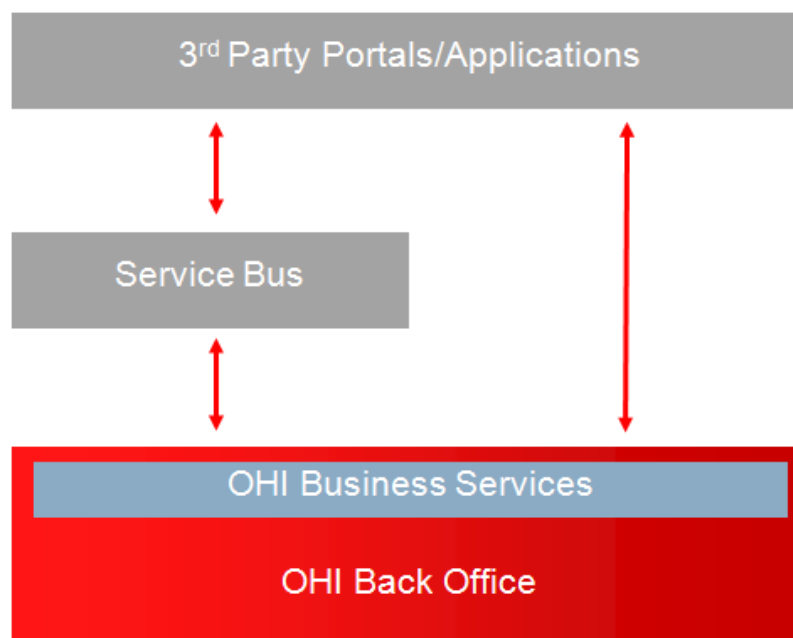 3rd Party Portals/Applications
Service Bus
OHI Business Services
OHI Back Office